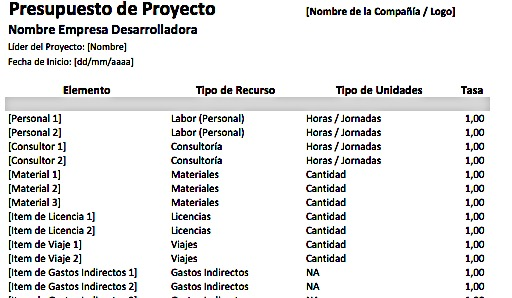 Presupuesto de Proyecto [Nombre de la Compañía / Logo]
Nombre Empresa Desarrolladora
Líder del Proyecto: [Nombre]
Fecha de Inicio: [dd/mm/aaaa]
Elemento Tipo de Recurso Tipo de Unidades Tasa
[Personal 1] Labor (Personal) Horas / Jornadas 1,00
[Personal 2] Labor (Personal) Horas / Jornadas 1,00
[Consultor 1] Consultoría Horas / Jornadas 1,00
[Consultor 2] Consultoría Horas / Jornadas 1,00
[Material 1] Materiales Cantidad 1,00
[Material 2] Materiales Cantidad 1,00
[Material 3] Materiales Cantidad 1,00
[Item de Licencia 1] Licencias Cantidad 1,00
[Item de Licencia 2] Licencias Cantidad 1,00
[Item de Viaje 1] Viajes Cantidad 1,00
[Item de Viaje 2] Viajes Cantidad 1,00
[Item de Gastos Indirectos 1] Gastos Indirectos NA 1,00
[Item de Gastos Indirectos 2] Gastos Indirectos NA 1,00